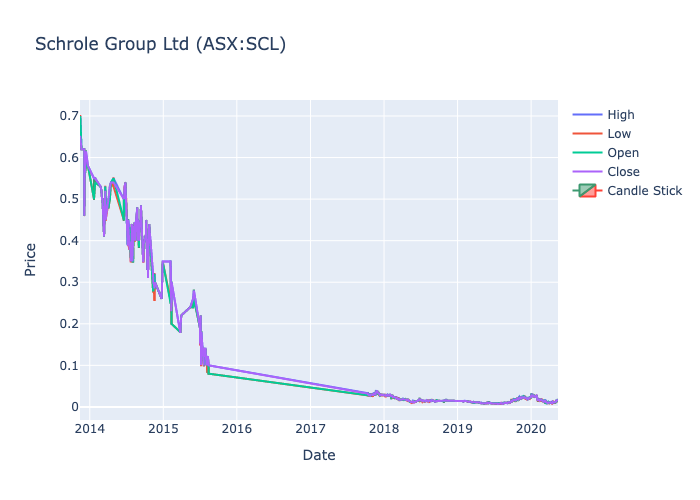 Schrole Group Ltd (ASX:SCL)
High
Low
Open
Close
Candle Stick
Price
0.7
0.6
0.5
0.4
0.3
0.2
0.1
0
2014 2015 2016 2017 2018 2019 2020
Date